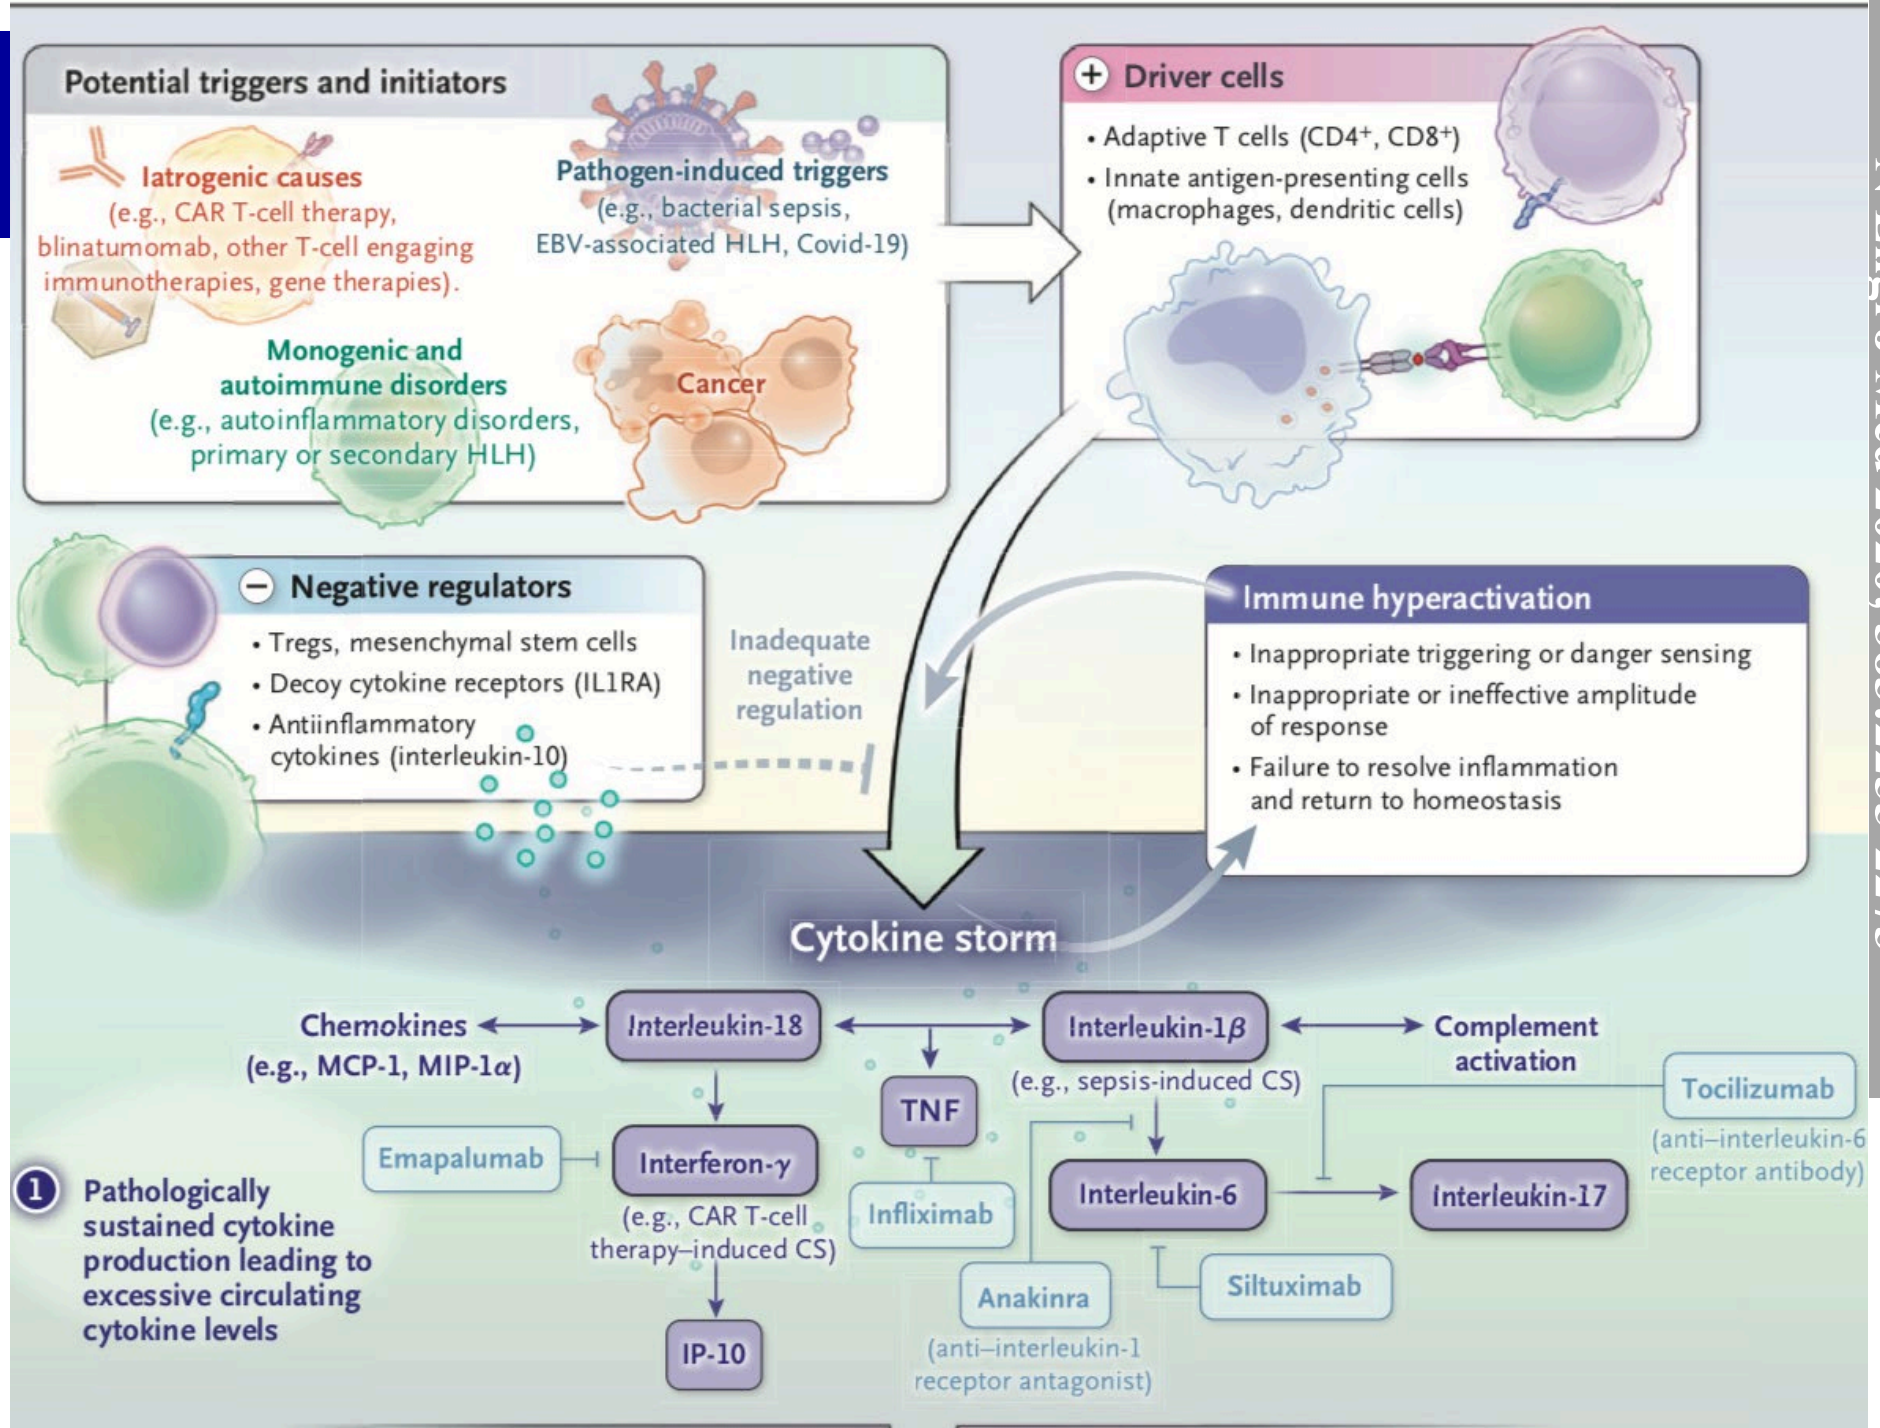 Potential triggers and initiators
Iatrogenic causes
(e.g., CAR T-cell therapy,
blinatumomab, other T-cell engaging
immunotherapies, gene therapies).
Pathogen-induced triggers
(e.g., bacterial sepsis,
EBV-associated HLH, Covid-19)
Monogenic and
autoimmune disorders
(e.g., autoinflammatory disorders,
primary or secondary HLH)
Cancer
+ Driver cells
• Adaptive T cells (CD4+, CD8+)
• Innate antigen-presenting cells
(macrophages, dendritic cells)
− Negative regulators
• Tregs, mesenchymal stem cells
• Decoy cytokine receptors (IL1RA)
• Antiinflammatory
cytokines (interleukin-10)
Inadequate
negative
regulation
Immune hyperactivation
• Inappropriate triggering or danger sensing
• Inappropriate or ineffective amplitude
of response
• Failure to resolve inflammation
and return to homeostasis
Cytokine storm
Chemokines
(e.g., MCP-1, MIP-1α)
Interleukin-18
Interleukin-1β
(e.g., sepsis-induced CS)
Complement
activation
TNF
Tocilizumab
(anti–interleukin-6
receptor antibody)
Emapalumab
Interferon-γ
(e.g., CAR T-cell
therapy–induced CS)
Infliximab
Interleukin-6
Interleukin-17
Anakinra
(anti–interleukin-1
receptor antagonist)
Siltuximab
IP-10
1 Pathologically
sustained cytokine
production leading to
excessive circulating
cytokine levels